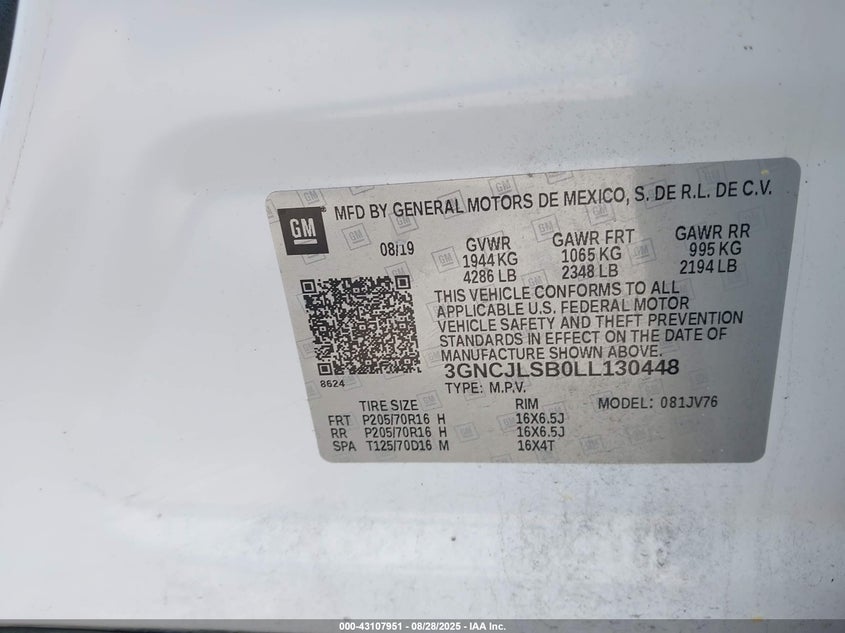 GM
MFD BY GENERAL MOTORS DE MEXICO, S. DE R.L. DE C.V.
08/19
GVWR
1944 KG
4286 LB
GAWR FRT
1065 KG
2348 LB
GAWR RR
995 KG
2194 LB
THIS VEHICLE CONFORMS TO ALL
APPLICABLE U.S. FEDERAL MOTOR
VEHICLE SAFETY AND THEFT PREVENTION
STANDARDS IN EFFECT ON THE DATE OF
MANUFACTURE SHOWN ABOVE.
3GNCJLSB0LL130448
8624
TYPE: M.P.V.
TIRE SIZE RIM MODEL: 081JV76
FRT P205/70R16 H 16X6.5J
RR P205/70R16 H 16X6.5J
SPA T125/70D16 M 16X4T
000-43107951 - 08/28/2025 - IAA Inc.